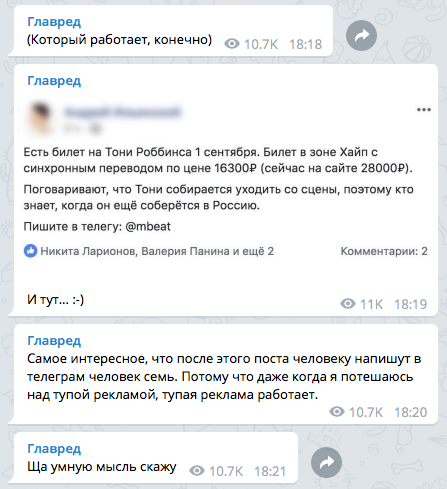 Главред
(Который работает, конечно)
10.7K 18:18
Главред
Есть билет на Тони Роббинса 1 сентября. Билет в зоне Хайп с
синхронным переводом по цене 16300₽ (сейчас на сайте 28000₽).
Поговаривают, что Тони собирается уходить со сцены, поэтому кто
знает, когда он ещё соберётся в Россию.
Пишите в телегу: @mbeat
Никита Ларионов, Валерия Панина и ещё 2 Комментарии: 2
И тут... :-)
11K 18:19
Главред
Самое интересное, что после этого поста человеку напишут в
телеграм человек семь. Потому что даже когда я потешаюсь
над тупой рекламой, тупая реклама работает.
10.7K 18:20
Главред
Ща умную мысль скажу 10.7K 18:21